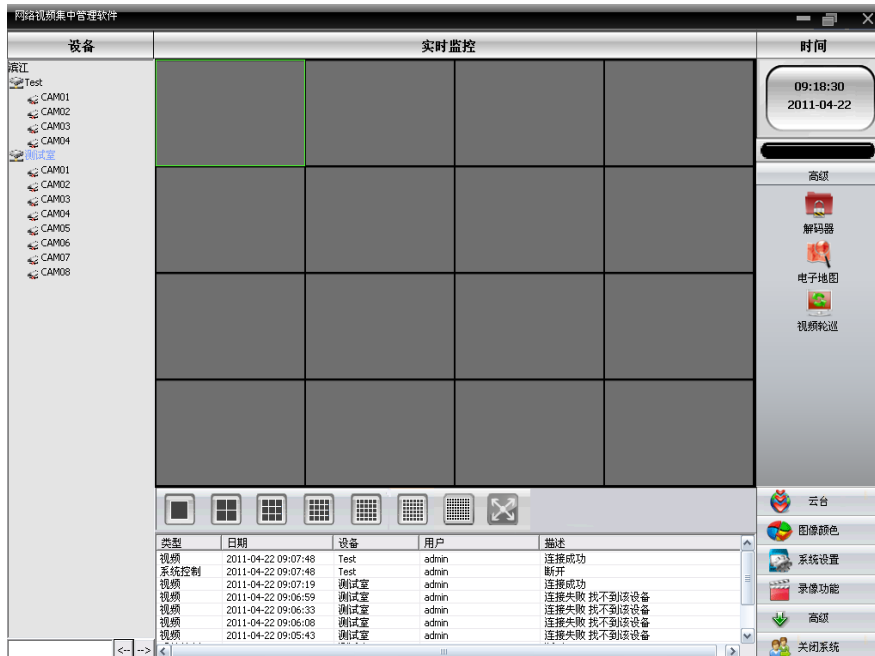 网络视频集中管理软件
设备
实时监控
时间
滨江
Test
CAM01
CAM02
CAM03
CAM04
测试室
CAM01
CAM02
CAM03
CAM04
CAM05
CAM06
CAM07
CAM08
09:18:30
2011-04-22
高级
解码器
电子地图
视频轮巡
云台
图像颜色
系统设置
录像功能
高级
关闭系统
类型 日期 设备 用户 描述
视频 2011-04-22 09:07:48 Test admin 连接成功
系统控制 2011-04-22 09:07:48 Test admin 断开
视频 2011-04-22 09:07:19 测试室 admin 连接成功
视频 2011-04-22 09:06:59 测试室 admin 连接失败 找不到该设备
视频 2011-04-22 09:06:33 测试室 admin 连接失败 找不到该设备
视频 2011-04-22 09:06:08 测试室 admin 连接失败 找不到该设备
视频 2011-04-22 09:05:43 测试室 admin 连接失败 找不到该设备
<-- -->